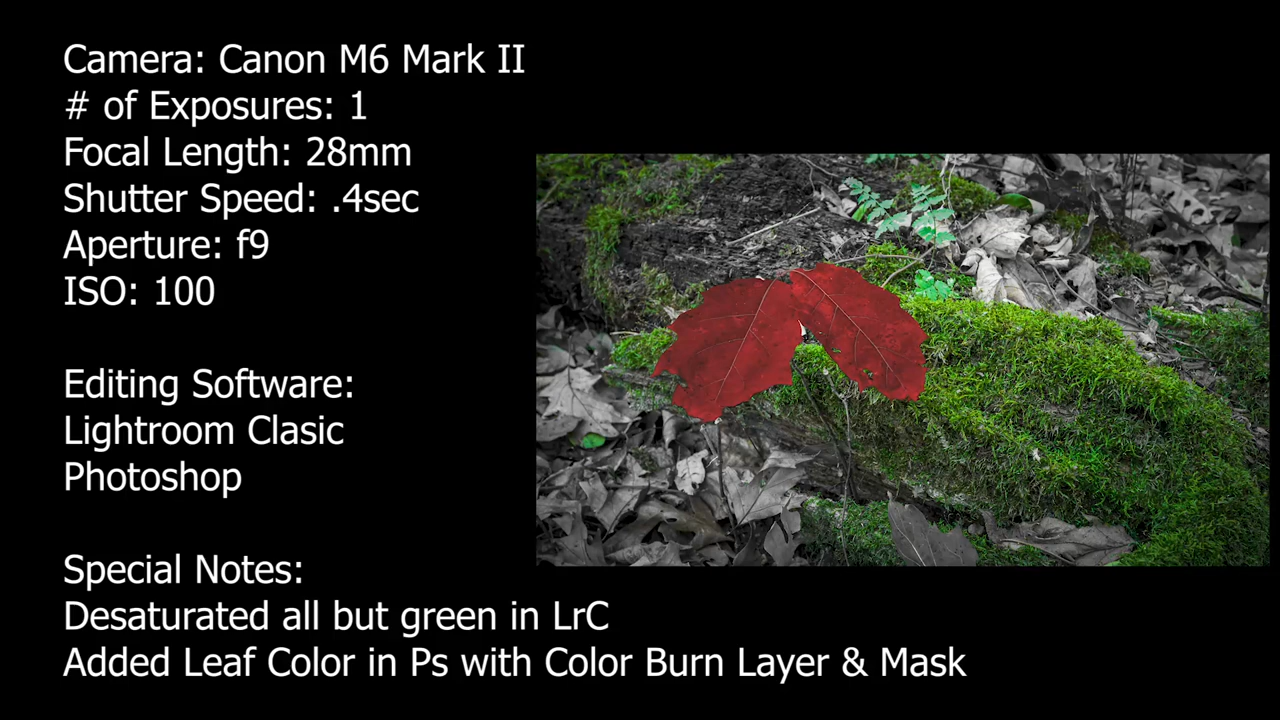 Camera: Canon M6 Mark II
# of Exposures: 1
Focal Length: 28mm
Shutter Speed: .4sec
Aperture: f9
ISO: 100
Editing Software:
Lightroom Clasic
Photoshop
Special Notes:
Desaturated all but green in LrC
Added Leaf Color in Ps with Color Burn Layer & Mask